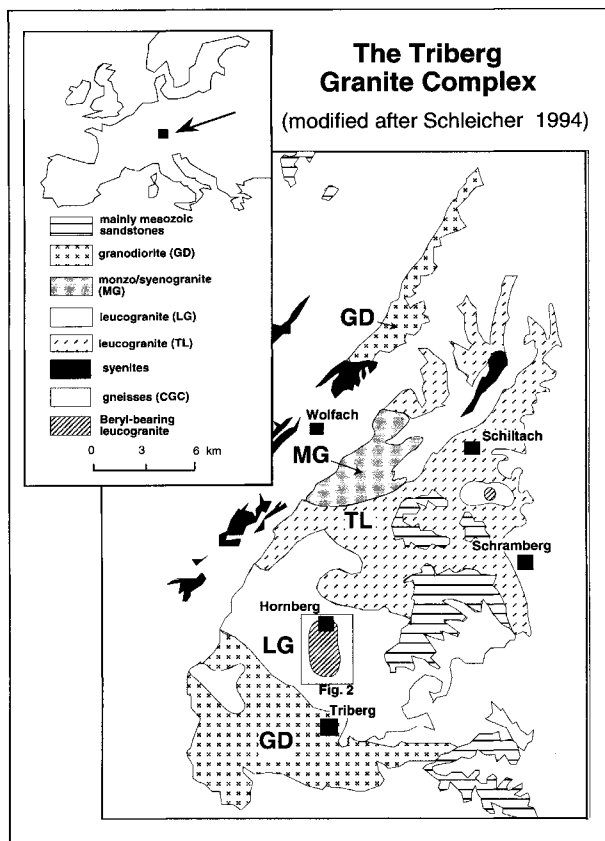 The Triberg
Granite Complex
(modified after Schleicher 1994)
mainly mesozoic
sandstones
granodiorite (GD)
monzo/syenogranite
(MG)
leucogranite (LG)
leucogranite (TL)
syenites
gneisses (CGC)
Beryl-bearing
leucogranite
0 3 6 km
GD
Wolfach
Schiltach
MG
TL
Schramberg
Hornberg
LG
Fig. 2
Triberg
GD